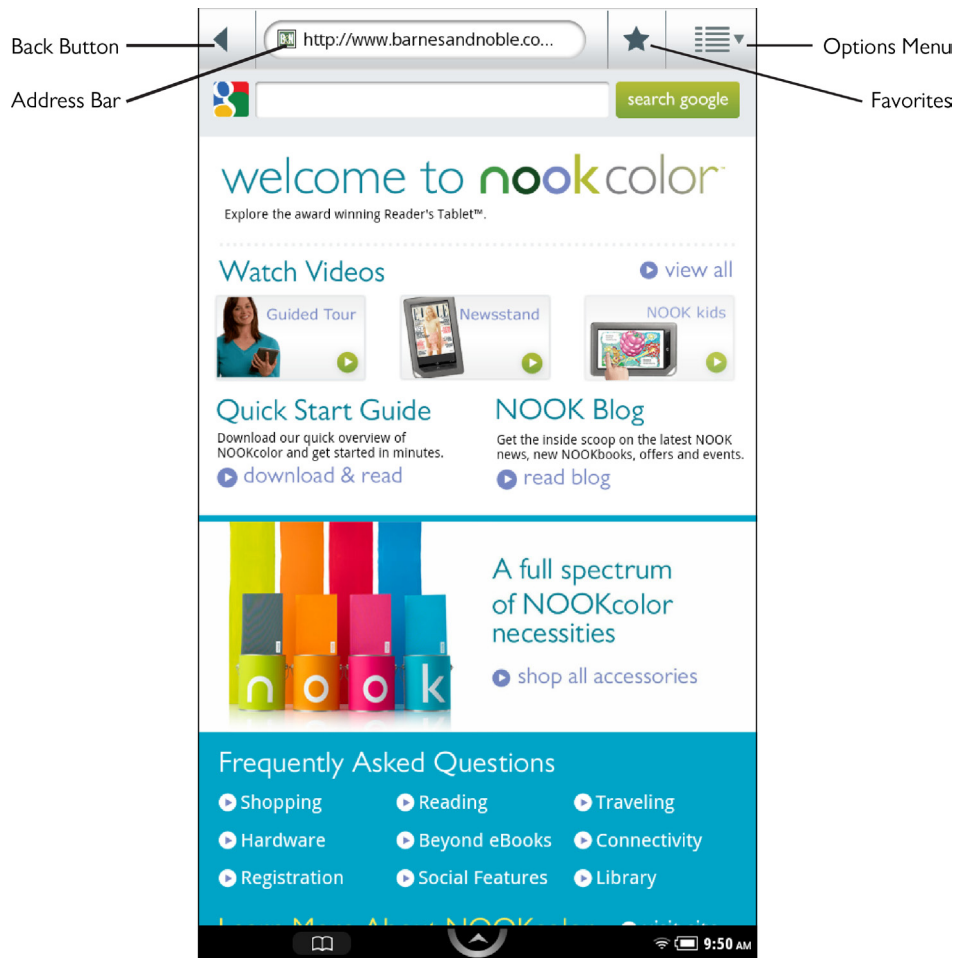 Back Button
http://www.barnesandnoble.co...
Options Menu
Address Bar
search google
Favorites
welcome to nookcolor™
Explore the award winning Reader's Tablet™.
Watch Videos
view all
Guided Tour
Newsstand
NOOK kids
Quick Start Guide
Download our quick overview of
NOOKcolor and get started in minutes.
download & read
NOOK Blog
Get the inside scoop on the latest NOOK
news, new NOOKbooks, offers and events.
read blog
A full spectrum
of NOOKcolor
necessities
shop all accessories
nook
Frequently Asked Questions
Shopping
Reading
Traveling
Hardware
Beyond eBooks
Connectivity
Registration
Social Features
Library
9:50 AM